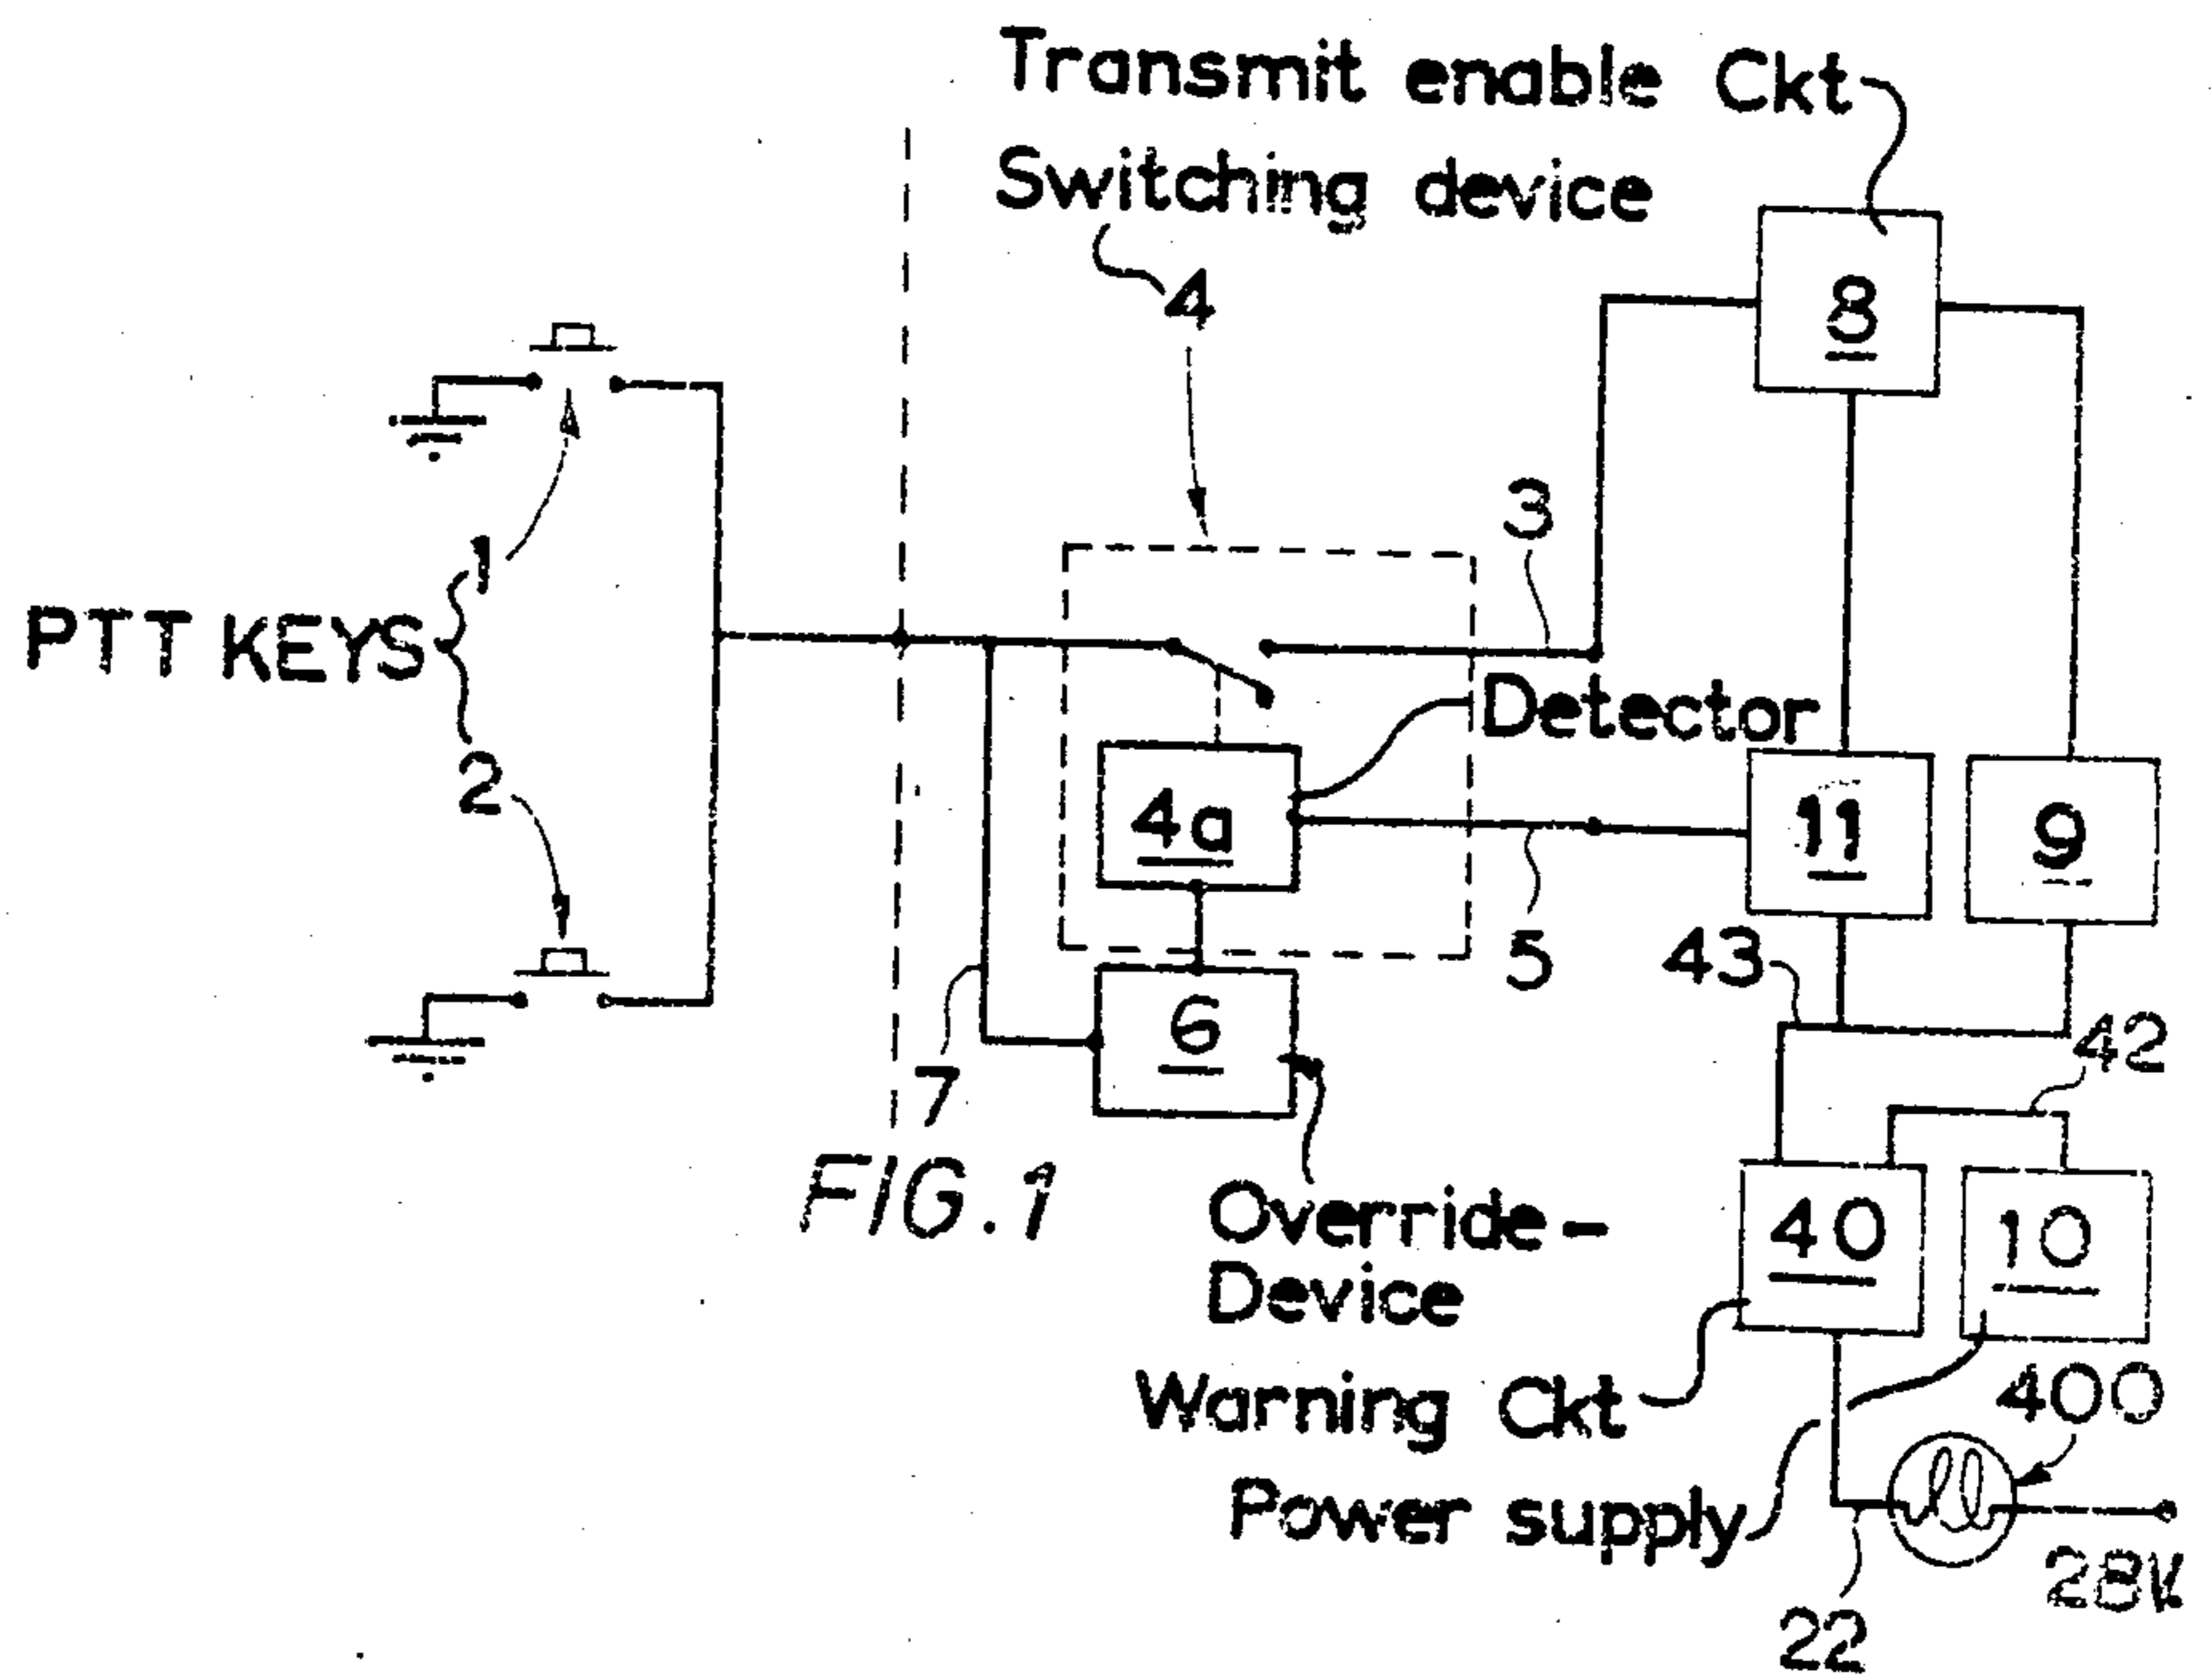 Transmit enable Ckt
Switching device
4
8
3
1
PTT KEYS
2
Detector
4a
11
9
5
43
6
42
7
FIG. 1
Override-
Device
40
10
Warning Ckt
400
Power supply
28V.
22